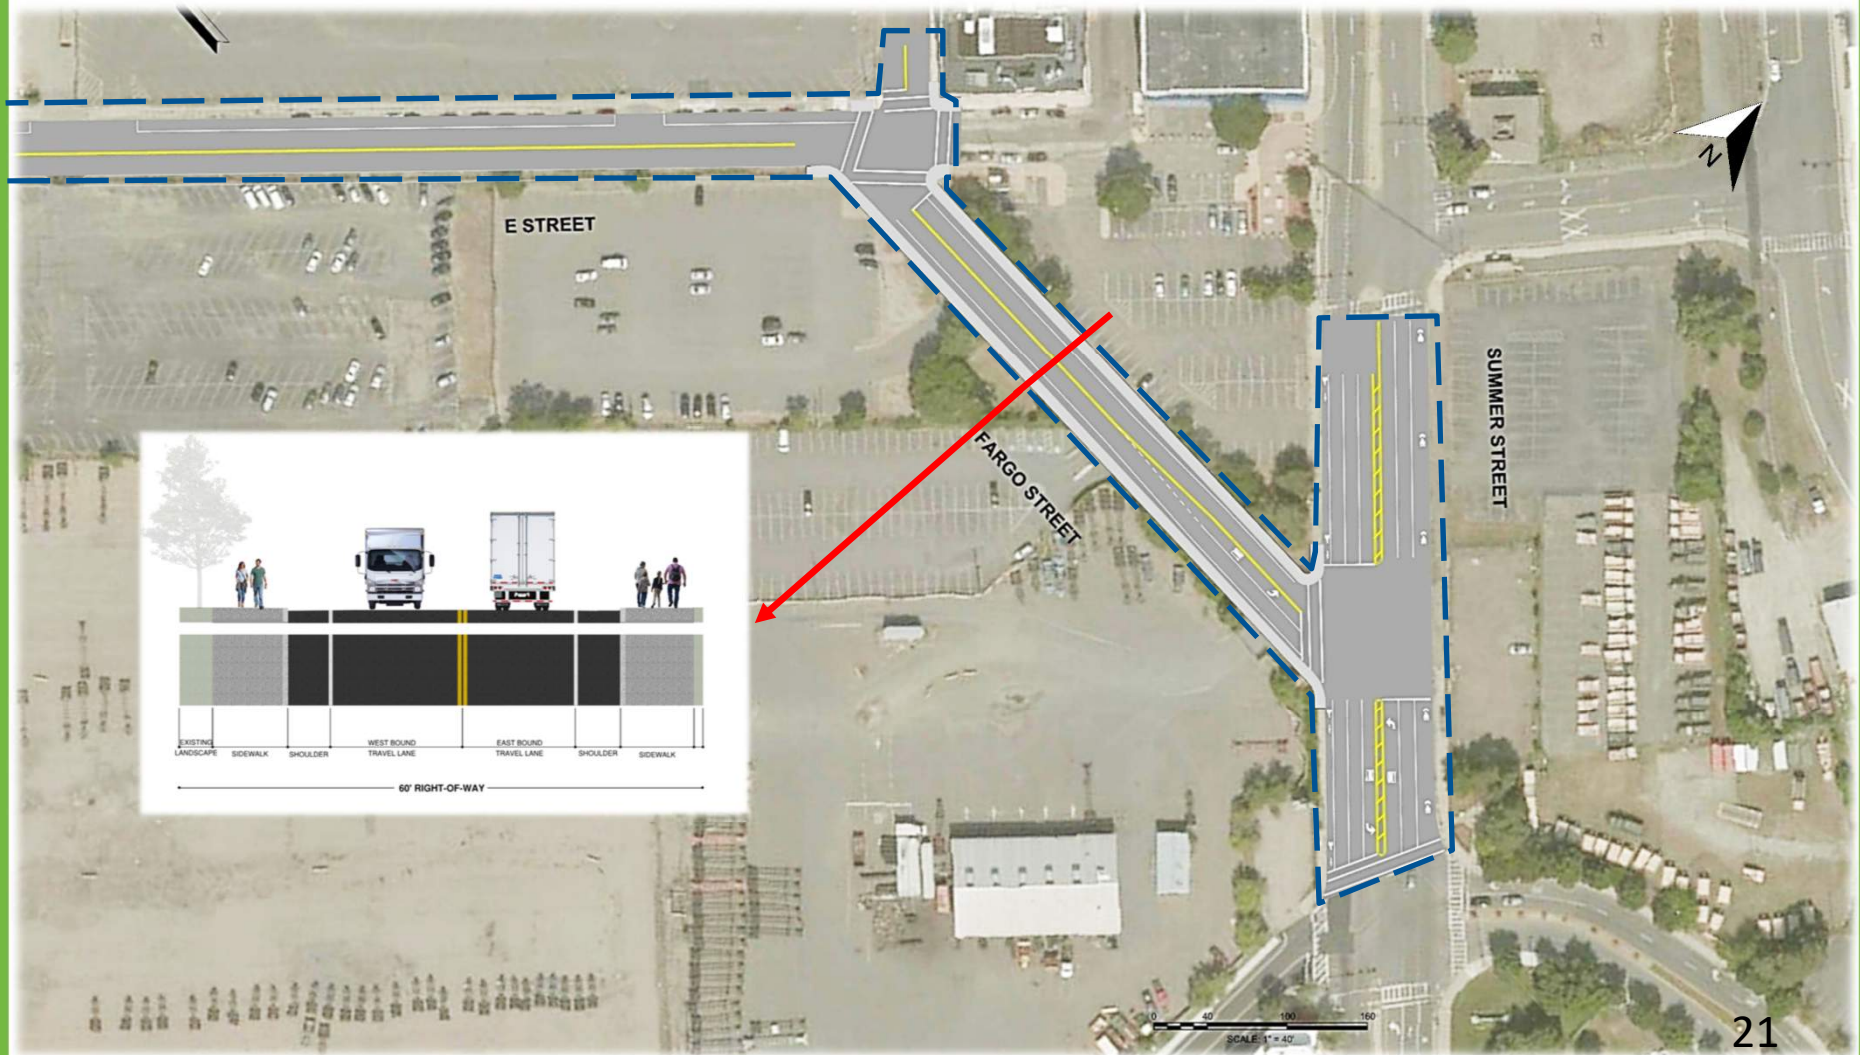 E STREET
N
SUMMER STREET
FARGO STREET
EXISTING
LANDSCAPE
SIDEWALK
SHOULDER
WEST BOUND
TRAVEL LANE
EAST BOUND
TRAVEL LANE
SHOULDER
SIDEWALK
60' RIGHT-OF-WAY
0 40 100 160
SCALE: 1" = 40'
21